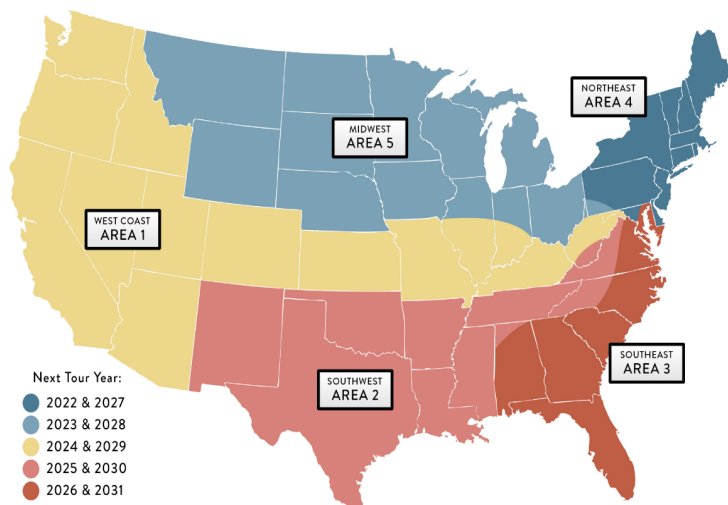 NORTHEAST
AREA 4
MIDWEST
AREA 5
WEST COAST
AREA 1
SOUTHEAST
AREA 3
SOUTHWEST
AREA 2
Next Tour Year:
2022 & 2027
2023 & 2028
2024 & 2029
2025 & 2030
2026 & 2031